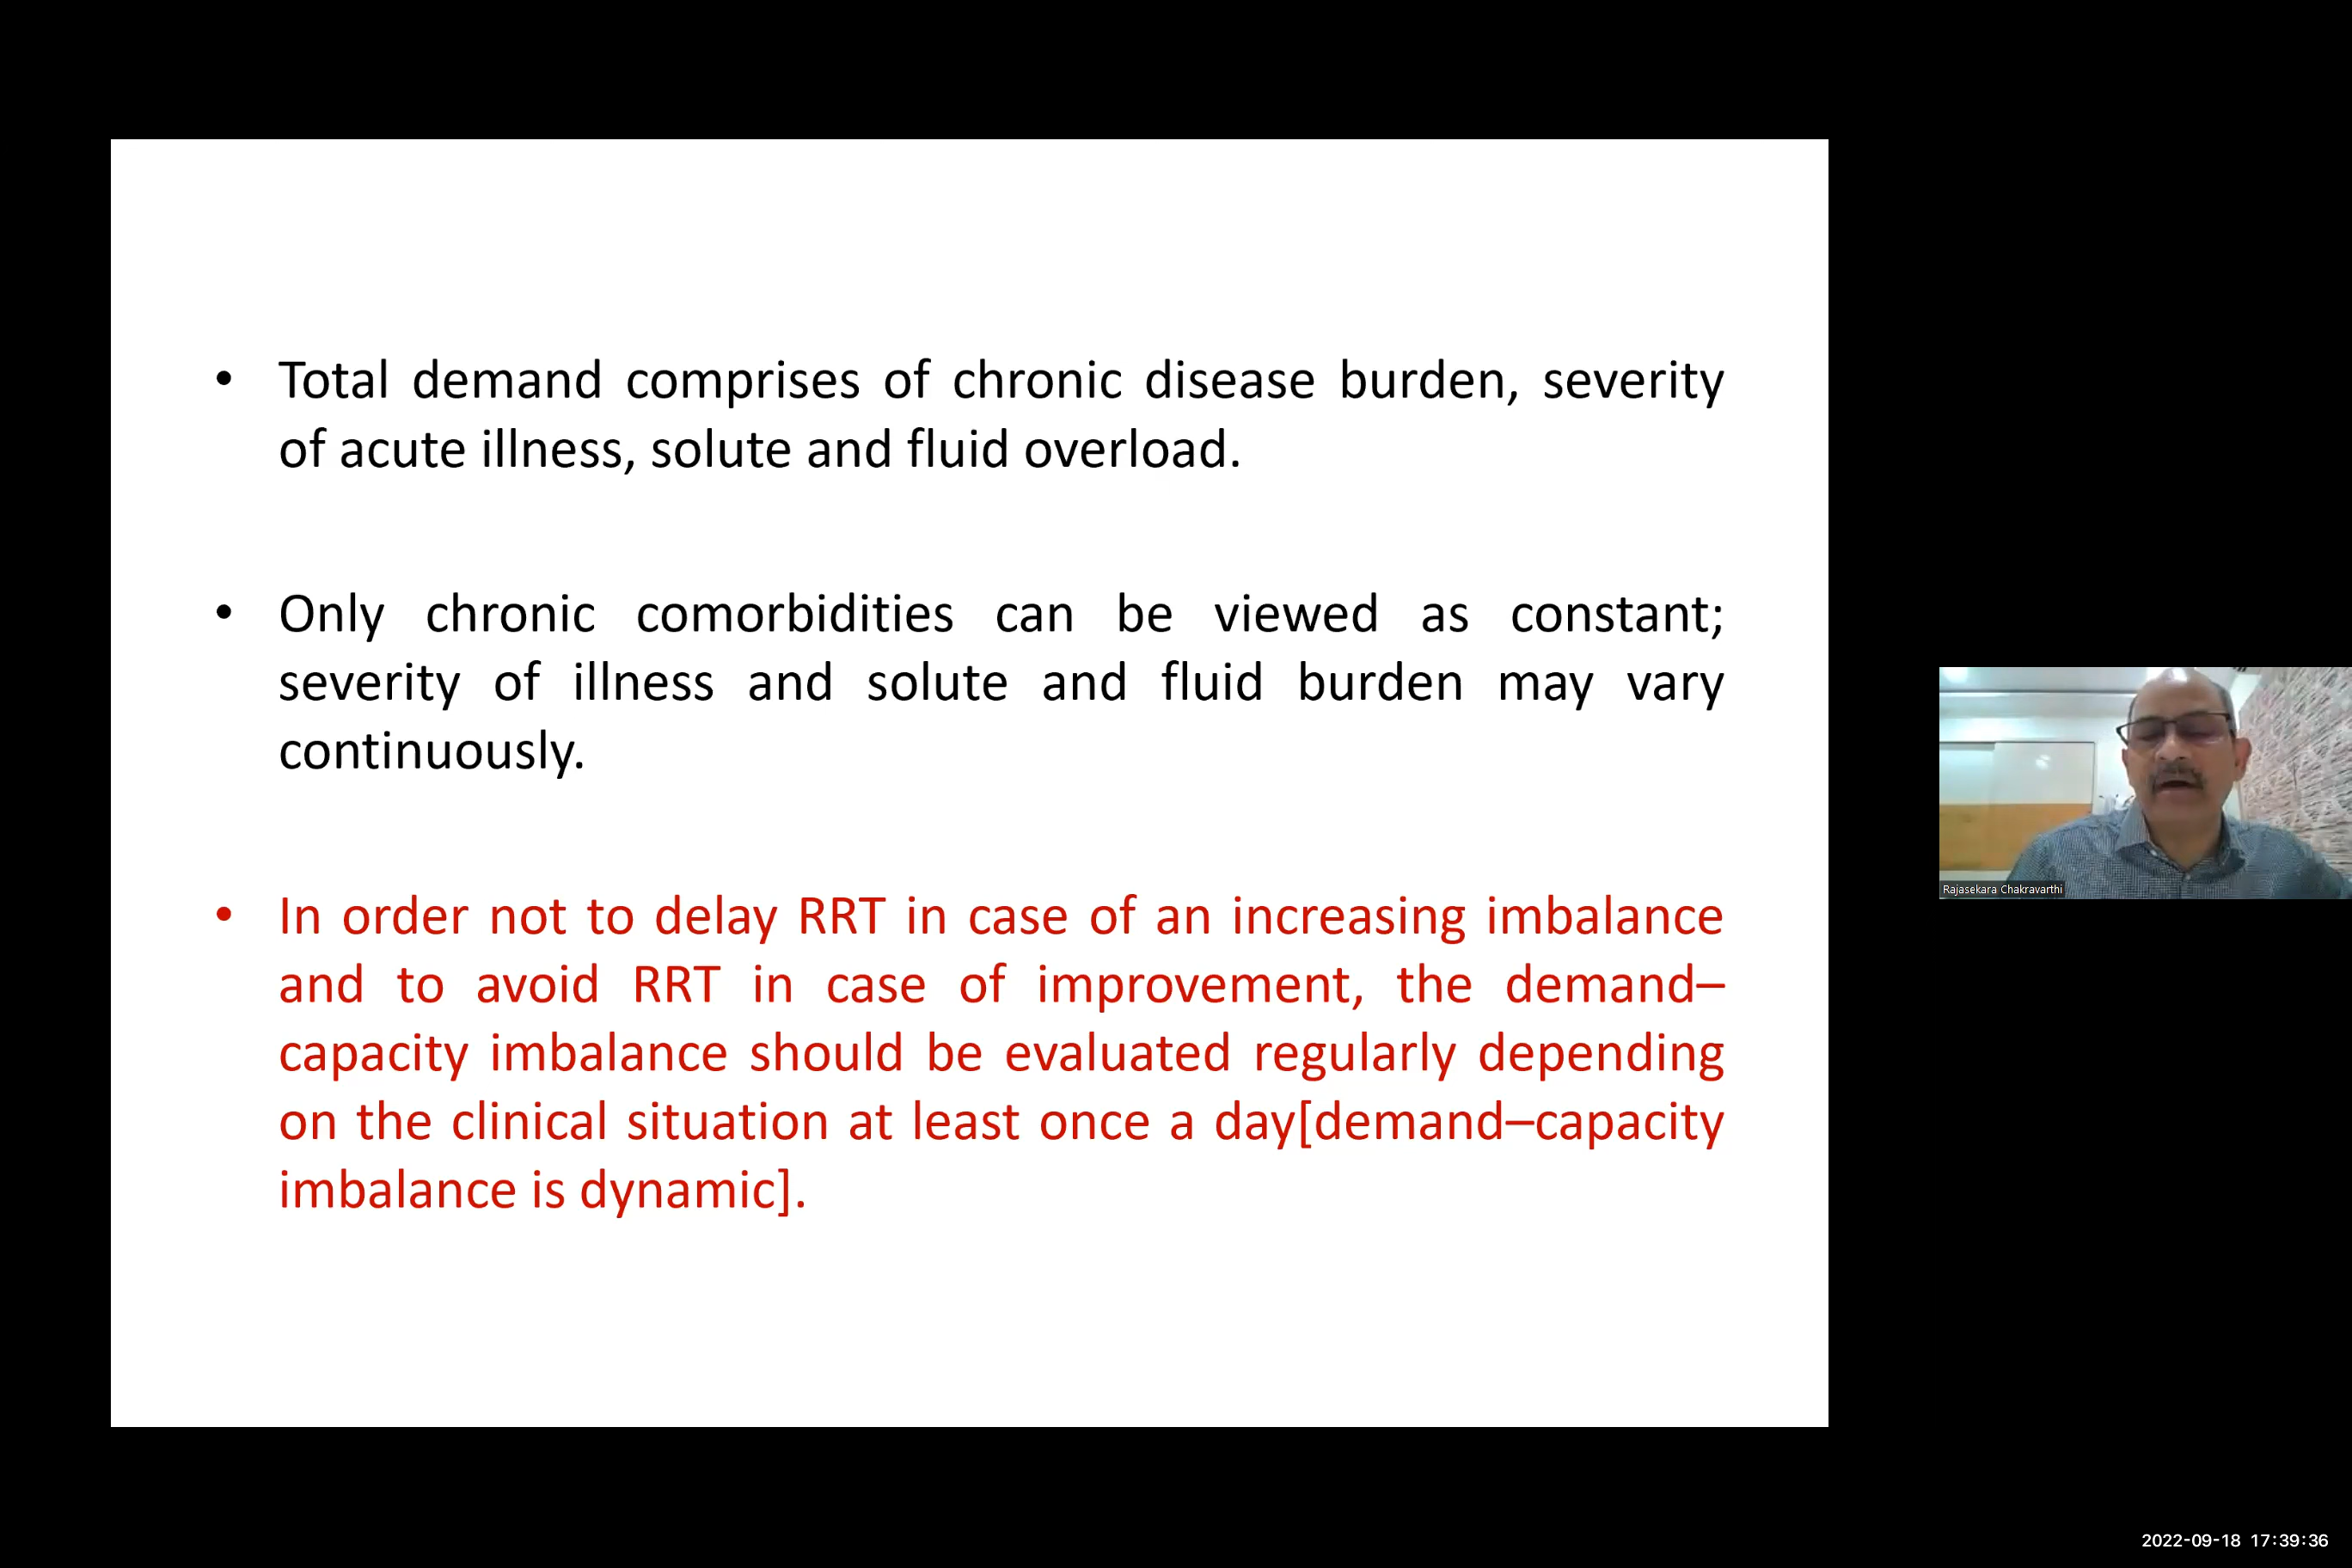 • Total demand comprises of chronic disease burden, severity
of acute illness, solute and fluid overload.
• Only chronic comorbidities can be viewed as constant;
severity of illness and solute and fluid burden may vary
continuously.
• In order not to delay RRT in case of an increasing imbalance
and to avoid RRT in case of improvement, the demand–
capacity imbalance should be evaluated regularly depending
on the clinical situation at least once a day[demand–capacity
imbalance is dynamic].
Rajasekara Chakravarthi
2022-09-18 17:39:36